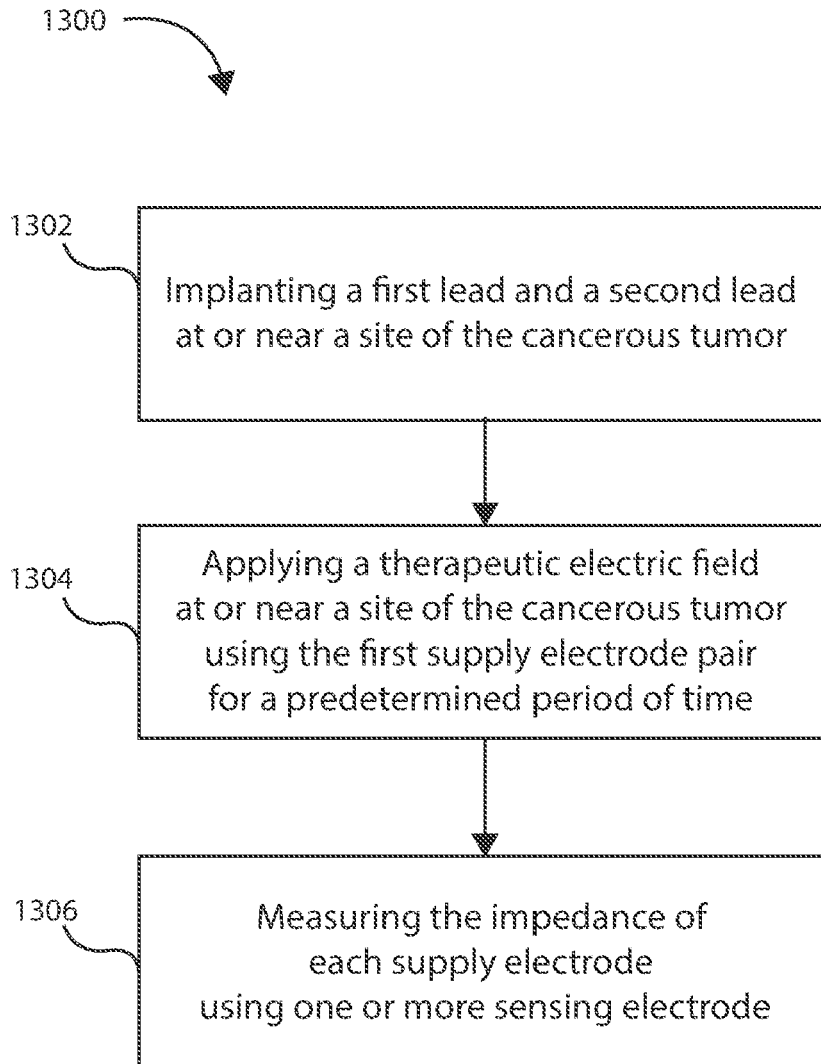 1300
1302
Implanting a first lead and a second lead
at or near a site of the cancerous tumor
1304
Applying a therapeutic electric field
at or near a site of the cancerous tumor
using the first supply electrode pair
for a predetermined period of time
1306
Measuring the impedance of
each supply electrode
using one or more sensing electrode